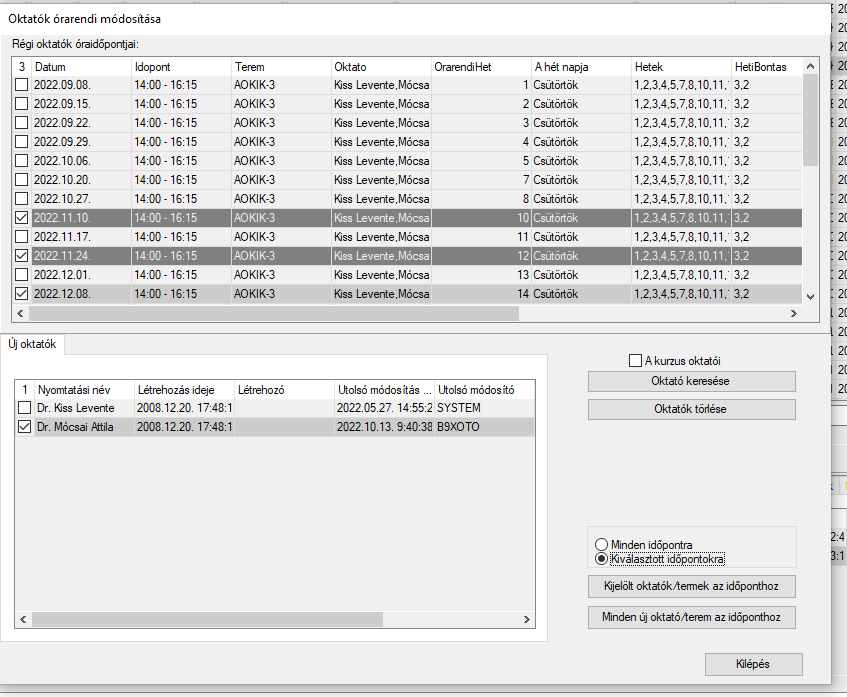 Oktatók órarendi módosítása
Régi oktatók óraidőpontjai:
3 Datum Idopont Terem Oktato OrarendiHet A hét napja Hetek HetiBontas
2022.09.08. 14:00 - 16:15 AOKIK-3 Kiss Levente,Mócsa 1 Csütörtök 1,2,3,4,5,7,8,10,11, 3,2
2022.09.15. 14:00 - 16:15 AOKIK-3 Kiss Levente,Mócsa 2 Csütörtök 1,2,3,4,5,7,8,10,11, 3,2
2022.09.22. 14:00 - 16:15 AOKIK-3 Kiss Levente,Mócsa 3 Csütörtök 1,2,3,4,5,7,8,10,11, 3,2
2022.09.29. 14:00 - 16:15 AOKIK-3 Kiss Levente,Mócsa 4 Csütörtök 1,2,3,4,5,7,8,10,11, 3,2
2022.10.06. 14:00 - 16:15 AOKIK-3 Kiss Levente,Mócsa 5 Csütörtök 1,2,3,4,5,7,8,10,11, 3,2
2022.10.20. 14:00 - 16:15 AOKIK-3 Kiss Levente,Mócsa 7 Csütörtök 1,2,3,4,5,7,8,10,11, 3,2
2022.10.27. 14:00 - 16:15 AOKIK-3 Kiss Levente,Mócsa 8 Csütörtök 1,2,3,4,5,7,8,10,11, 3,2
2022.11.10. 14:00 - 16:15 AOKIK-3 Kiss Levente,Mócsa 10 Csütörtök 1,2,3,4,5,7,8,10,11, 3,2
2022.11.17. 14:00 - 16:15 AOKIK-3 Kiss Levente,Mócsa 11 Csütörtök 1,2,3,4,5,7,8,10,11, 3,2
2022.11.24. 14:00 - 16:15 AOKIK-3 Kiss Levente,Mócsa 12 Csütörtök 1,2,3,4,5,7,8,10,11, 3,2
2022.12.01. 14:00 - 16:15 AOKIK-3 Kiss Levente,Mócsa 13 Csütörtök 1,2,3,4,5,7,8,10,11, 3,2
2022.12.08. 14:00 - 16:15 AOKIK-3 Kiss Levente,Mócsa 14 Csütörtök 1,2,3,4,5,7,8,10,11, 3,2
Új oktatók
1 Nyomtatási név Létrehozás ideje Létrehozó Utolsó módosítás ... Utolsó módosító
Dr. Kiss Levente 2008.12.20. 17:48:1 2022.05.27. 14:55:2 SYSTEM
Dr. Mócsai Attila 2008.12.20. 17:48:1 2022.10.13. 9:40:38 B9XOTO
A kurzus oktatói
Oktató keresése
Oktatók törlése
Minden időpontra
Kiválasztott időpontokra
Kijelölt oktatók/termek az időponthoz
Minden új oktató/terem az időponthoz
Kilépés